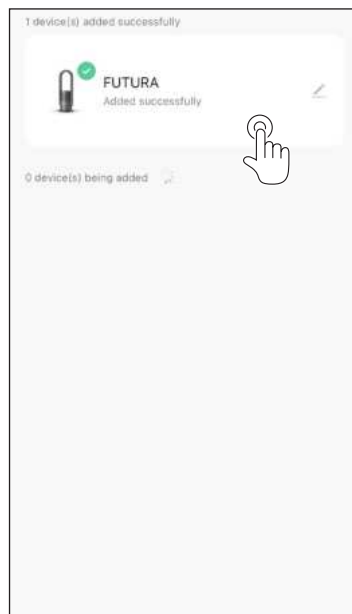 1 device(s) added successfully
FUTURA
Added successfully
0 device(s) being added